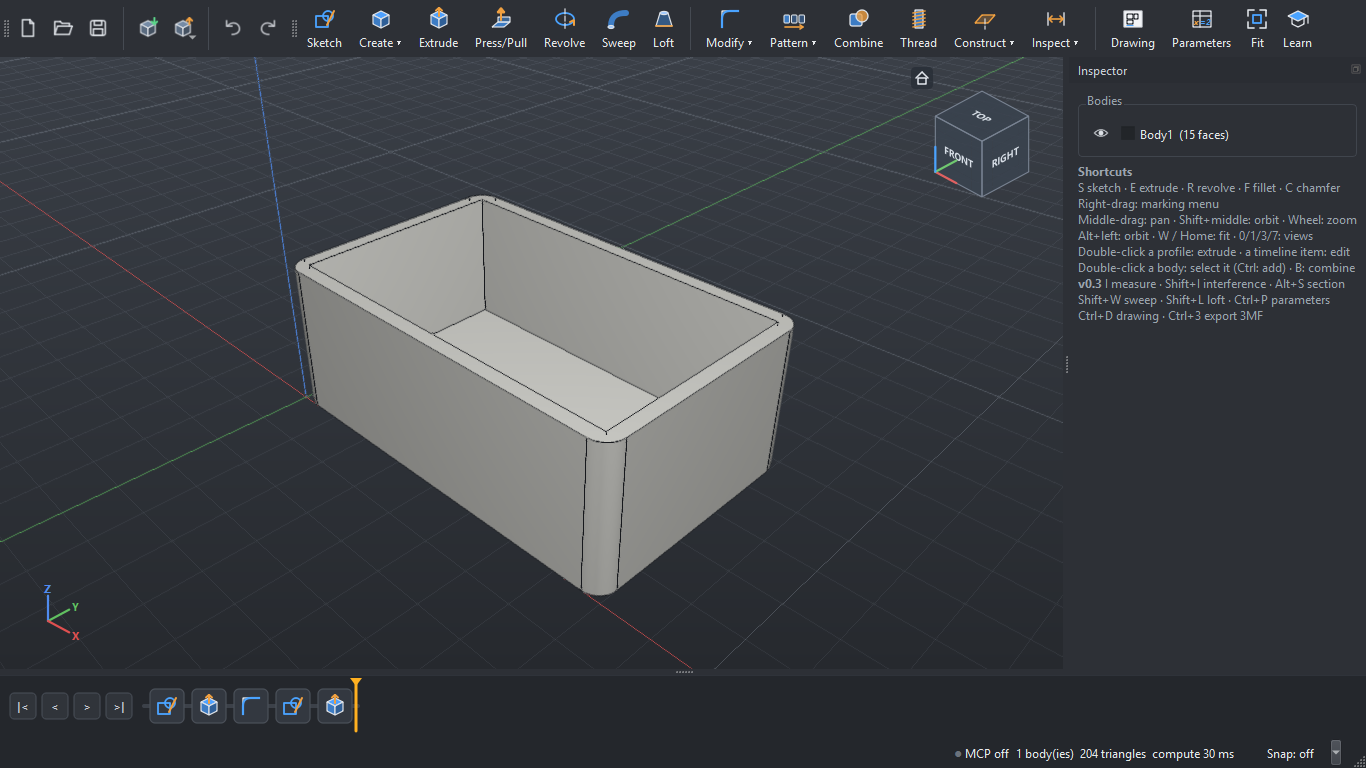 Sketch Create Extrude Press/Pull Revolve Sweep Loft Modify Pattern Combine Thread Construct Inspect Drawing Parameters Fit Learn
Inspector
Bodies
Body1 (15 faces)
Shortcuts
S sketch · E extrude · R revolve · F fillet · C chamfer
Right-drag: marking menu
Middle-drag: pan · Shift+middle: orbit · Wheel: zoom
Alt+left: orbit · W / Home: fit · 0/1/3/7: views
Double-click a profile: extrude · a timeline item: edit
Double-click a body: select it (Ctrl: add) · B: combine
v0.3 I measure · Shift+I interference · Alt+S section
Shift+W sweep · Shift+L loft · Ctrl+P parameters
Ctrl+D drawing · Ctrl+3 export 3MF
TOP
FRONT RIGHT
Z
Y
X
|< < > >|
MCP off 1 body(ies) 204 triangles compute 30 ms Snap: off